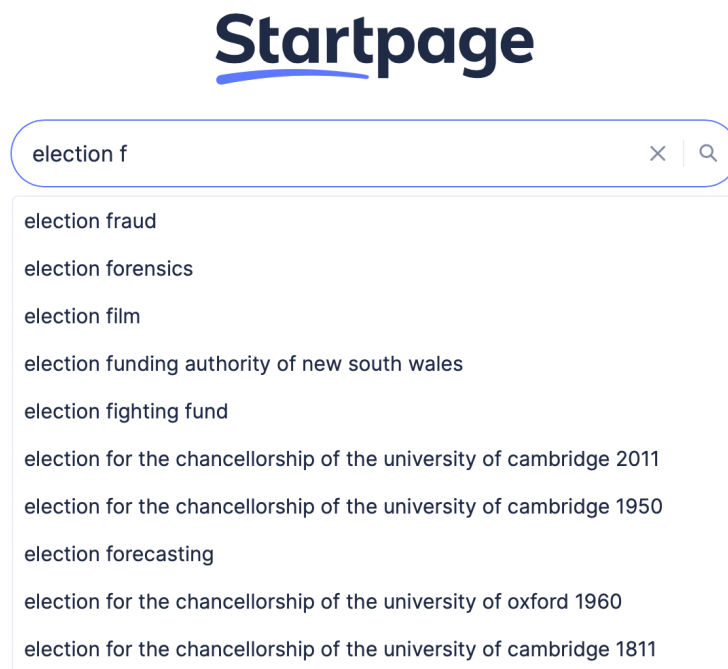 Startpage
election f
election fraud
election forensics
election film
election funding authority of new south wales
election fighting fund
election for the chancellorship of the university of cambridge 2011
election for the chancellorship of the university of cambridge 1950
election forecasting
election for the chancellorship of the university of oxford 1960
election for the chancellorship of the university of cambridge 1811